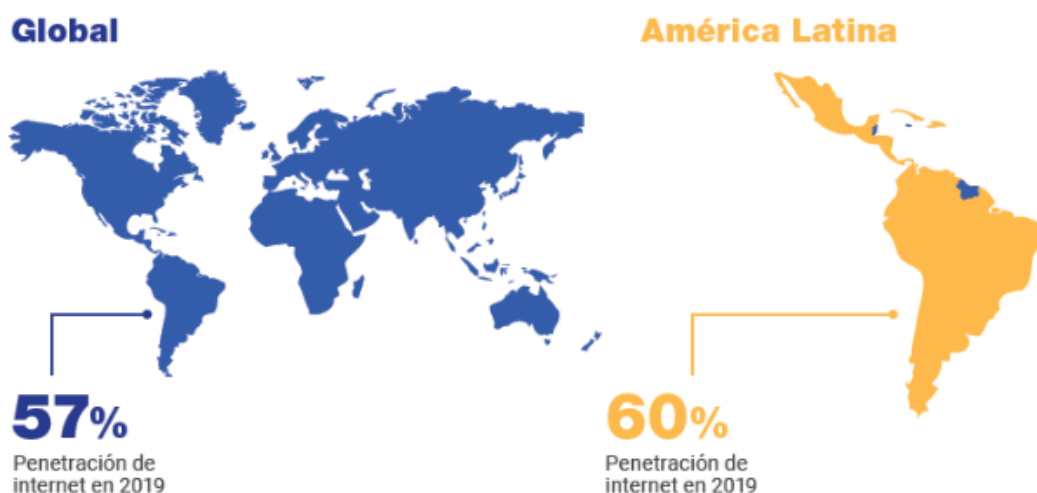 Global
América Latina
57%
Penetración de
internet en 2019
60%
Penetración de
internet en 2019